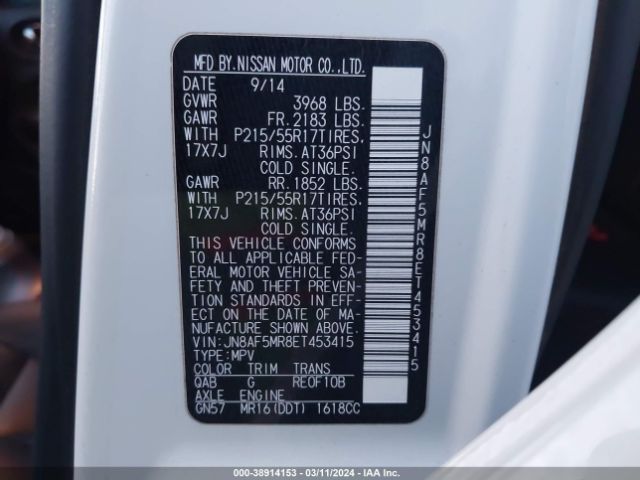 MFD BY.NISSAN MOTOR CO.,LTD.
DATE 9/14
GVWR 3968 LBS.
GAWR FR.2183 LBS.
WITH P215/55R17TIRES,
17X7J RIMS.AT36PSI
COLD SINGLE.
GAWR RR.1852 LBS.
WITH P215/55R17TIRES,
17X7J RIMS.AT36PSI
COLD SINGLE.
THIS VEHICLE CONFORMS
TO ALL APPLICABLE FED-
ERAL MOTOR VEHICLE SA-
FETY AND THEFT PREVEN-
TION STANDARDS IN EFF-
ECT ON THE DATE OF MA-
NUFACTURE SHOWN ABOVE.
VIN:JN8AF5MR8ET453415
TYPE:MPV
COLOR TRIM TRANS
QAB G RE0F10B
AXLE ENGINE
GN57 MR16(DDT) 1618CC
JN8AF5MR8ET453415
000-38914153 - 03/11/2024 - IAA Inc.